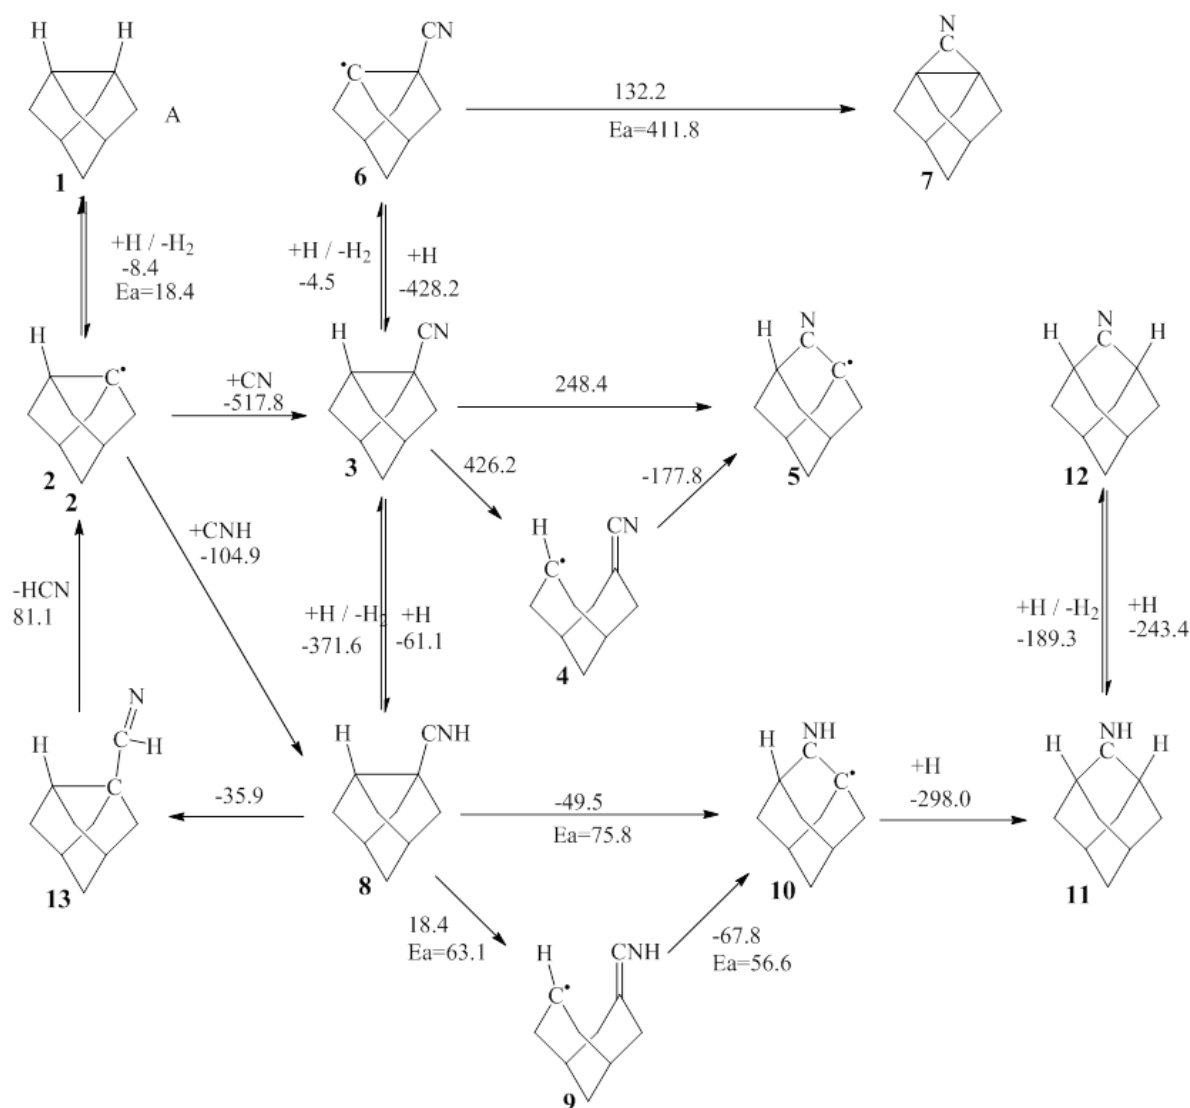 H H
A
1
+H / -H2
-8.4
Ea=18.4
CN
C•
6
132.2
Ea=411.8
N
C
7
+H / -H2
-4.5
+H
-428.2
H
C•
2
2
+CN
-517.8
H
CN
3
248.4
N
H C
C•
5
426.2
-177.8
H
C•
CN
4
N
H C H
12
-HCN
81.1
+CNH
-104.9
+H / -H2
-371.6
+H
-61.1
+H / -H2
-189.3
+H
-243.4
N
H C H
C
13
-35.9
H
CNH
8
-49.5
Ea=75.8
NH
H C
C•
10
+H
-298.0
NH
H C H
11
18.4
Ea=63.1
-67.8
Ea=56.6
H
C•
CNH
9